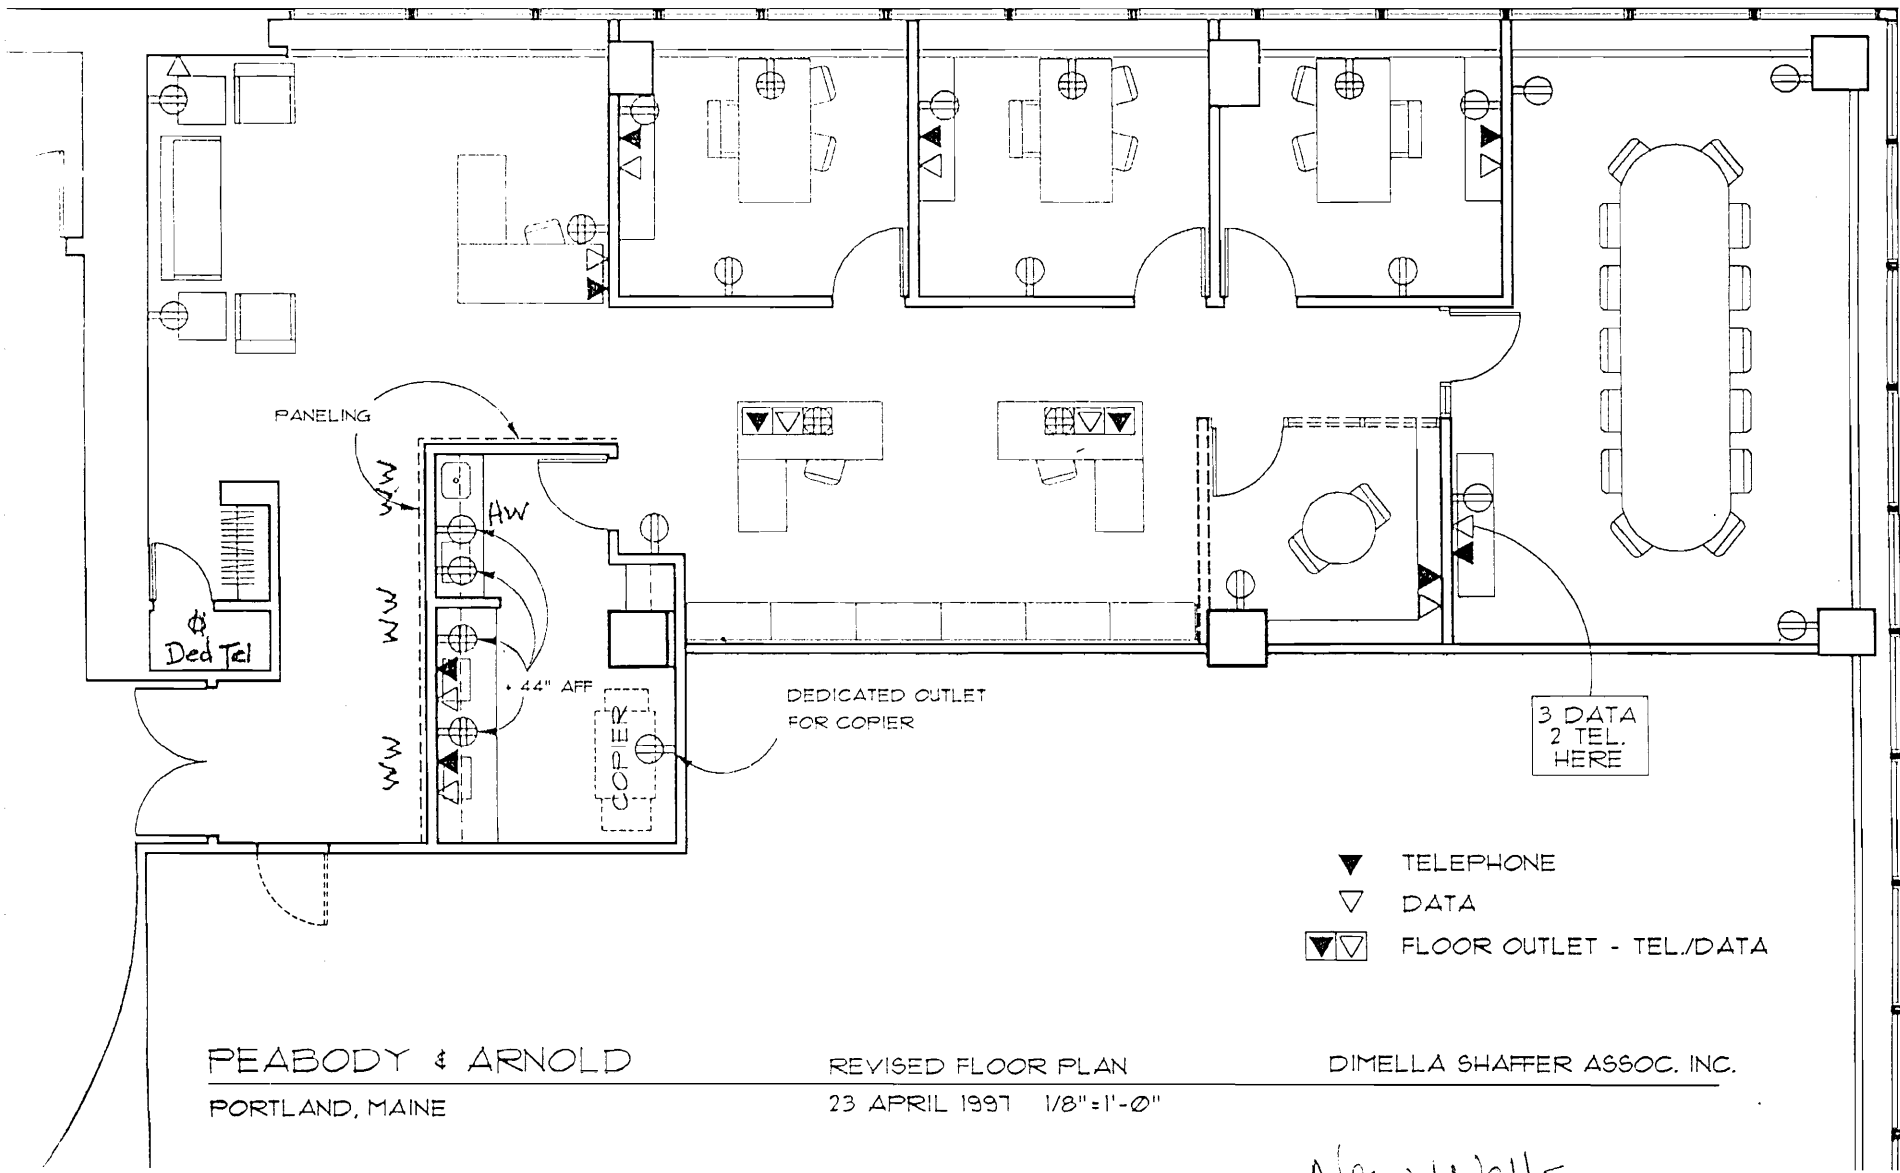 PANELING
WW
HW
WW
Ded Tel
+ 44" AFF
WW
COPIER
DEDICATED OUTLET
FOR COPIER
3 DATA
2 TEL.
HERE
TELEPHONE
DATA
FLOOR OUTLET - TEL./DATA
PEABODY & ARNOLD
PORTLAND, MAINE
REVISED FLOOR PLAN
23 APRIL 1997 1/8"=1'-0"
DIMELLA SHAFFER ASSOC. INC.